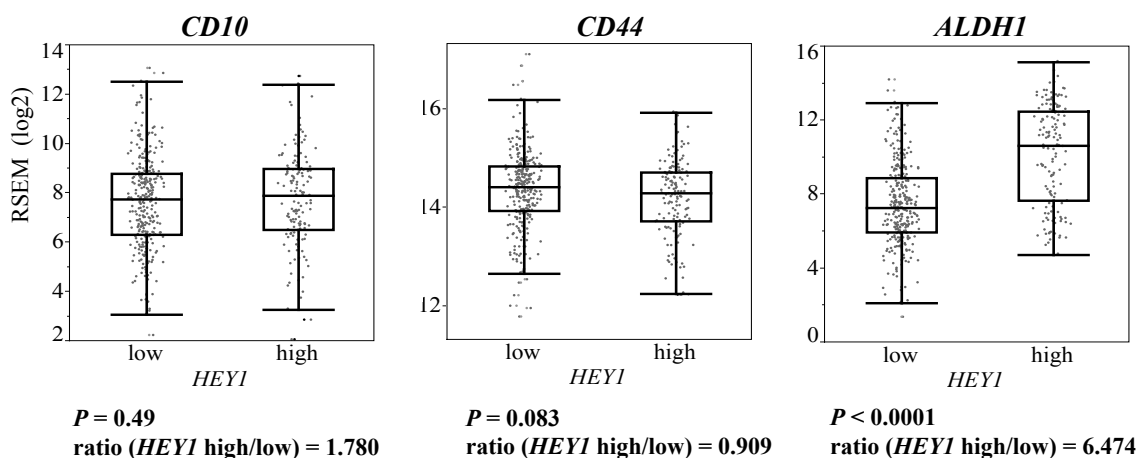 CD10
CD44
ALDH1
RSEM (log2)
14
12
10
8
6
4
2
low
high
HEY1
16
14
12
low
high
HEY1
16
12
8
4
0
low
high
HEY1
P = 0.49
ratio (HEY1 high/low) = 1.780
P = 0.083
ratio (HEY1 high/low) = 0.909
P < 0.0001
ratio (HEY1 high/low) = 6.474